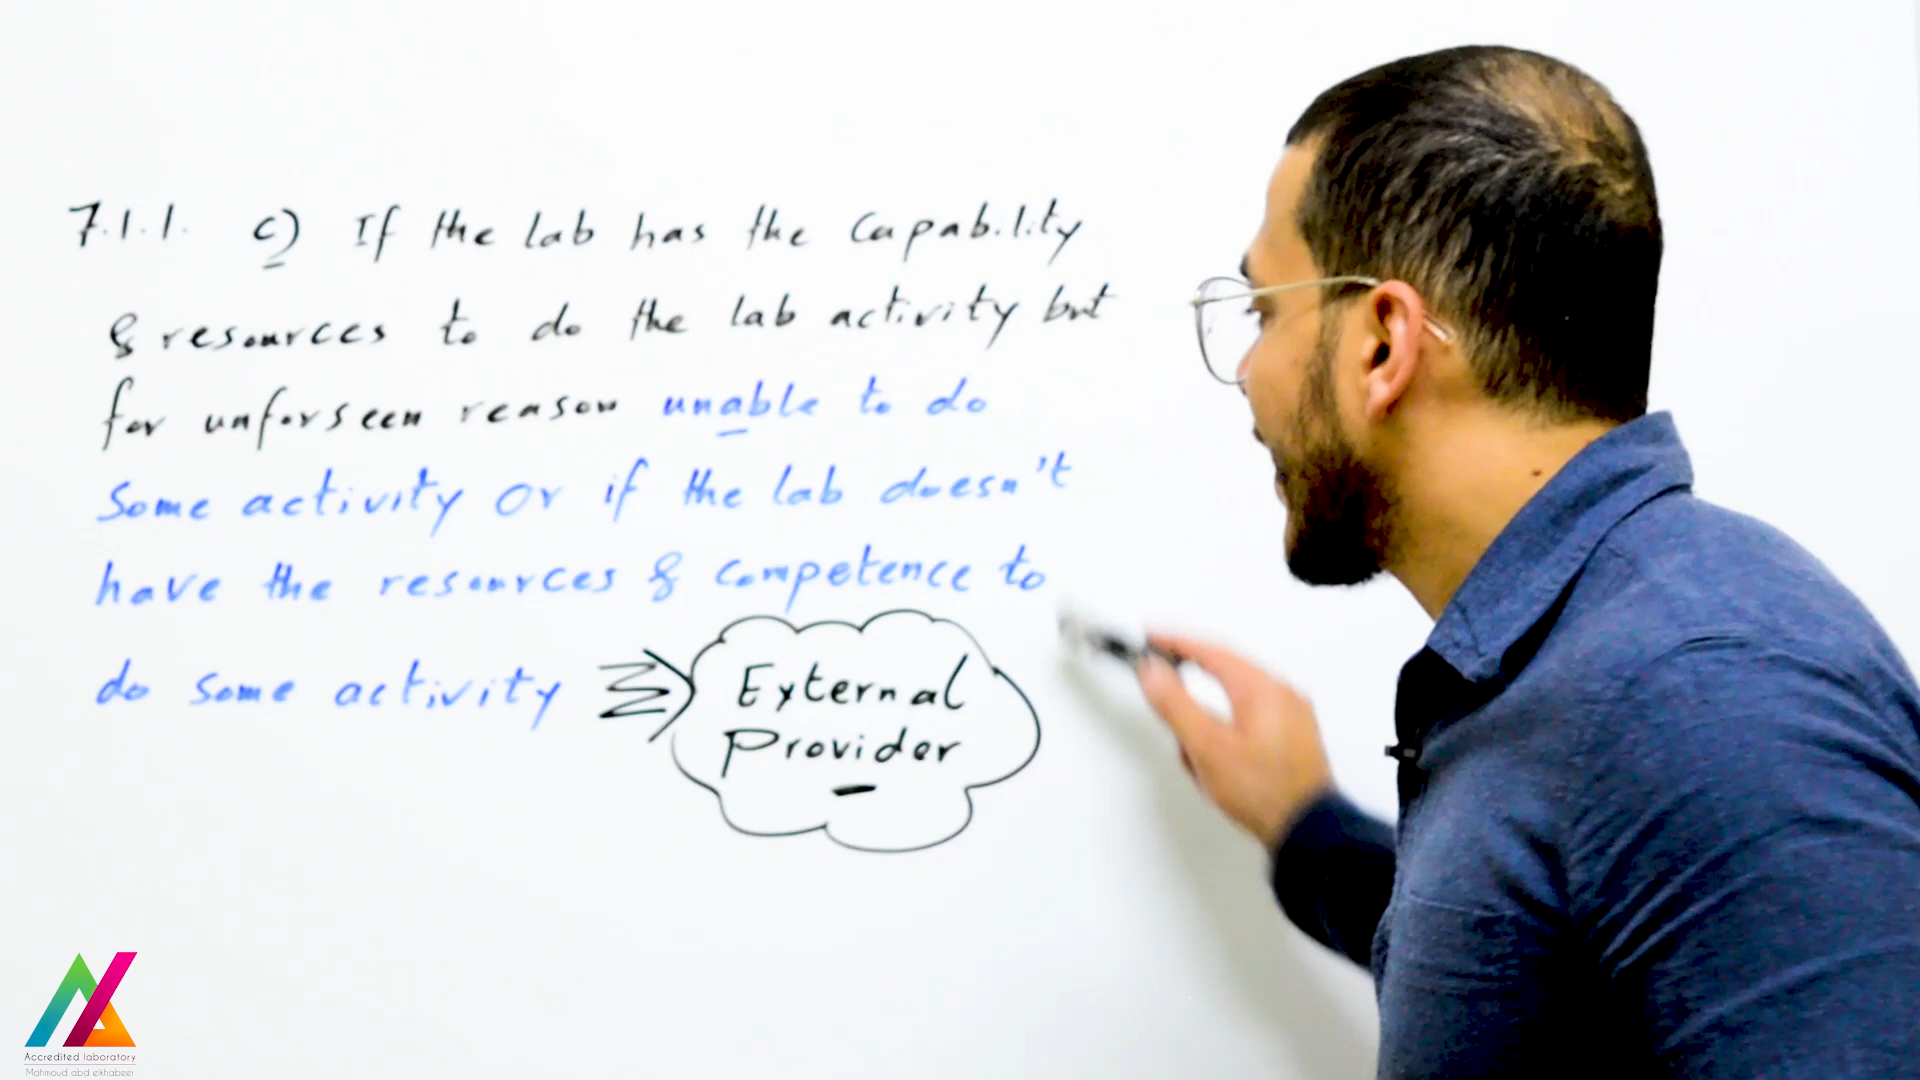 7.1.1. c) If the lab has the capability
& resources to do the lab activity but
for unforseen reason unable to do
Some activity Or if the lab doesn't
have the resources & competence to
do some activity
External
Provider
Accredited laboratory
Mahmoud abd elkhabeer